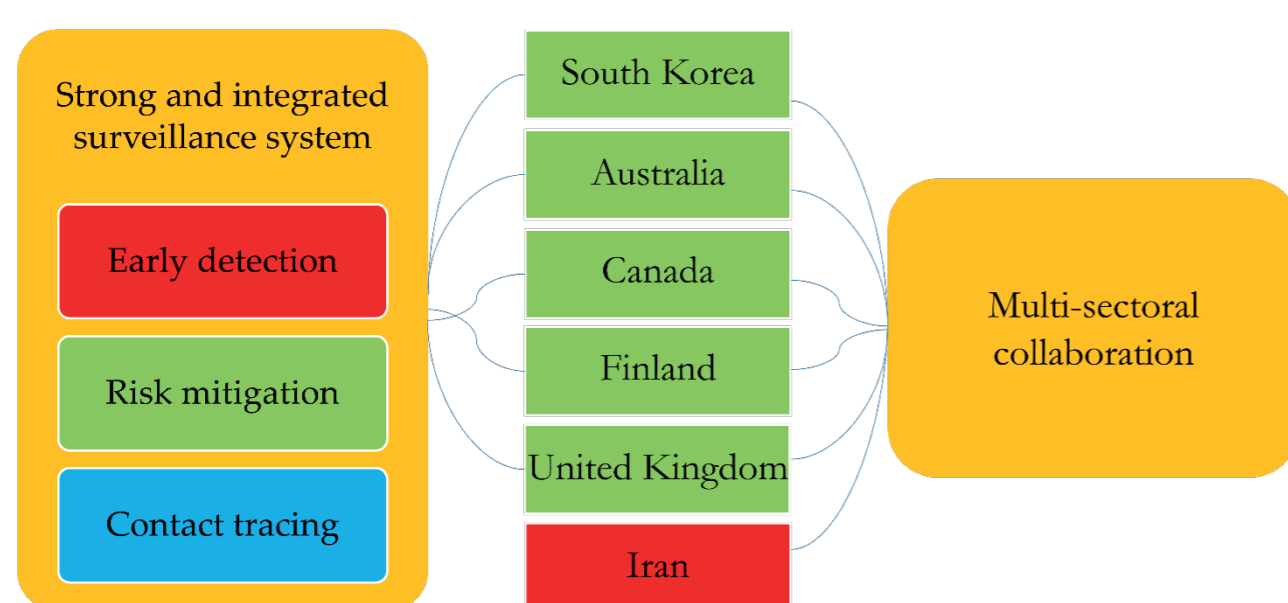 Strong and integrated
surveillance system
Early detection
Risk mitigation
Contact tracing
South Korea
Australia
Canada
Finland
United Kingdom
Iran
Multi-sectoral
collaboration